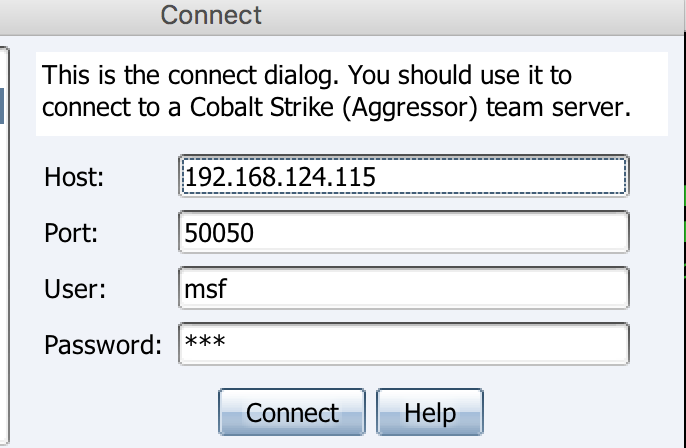 Connect
This is the connect dialog. You should use it to
connect to a Cobalt Strike (Aggressor) team server.
Host: 192.168.124.115
Port: 50050
User: msf
Password: ***
Connect Help